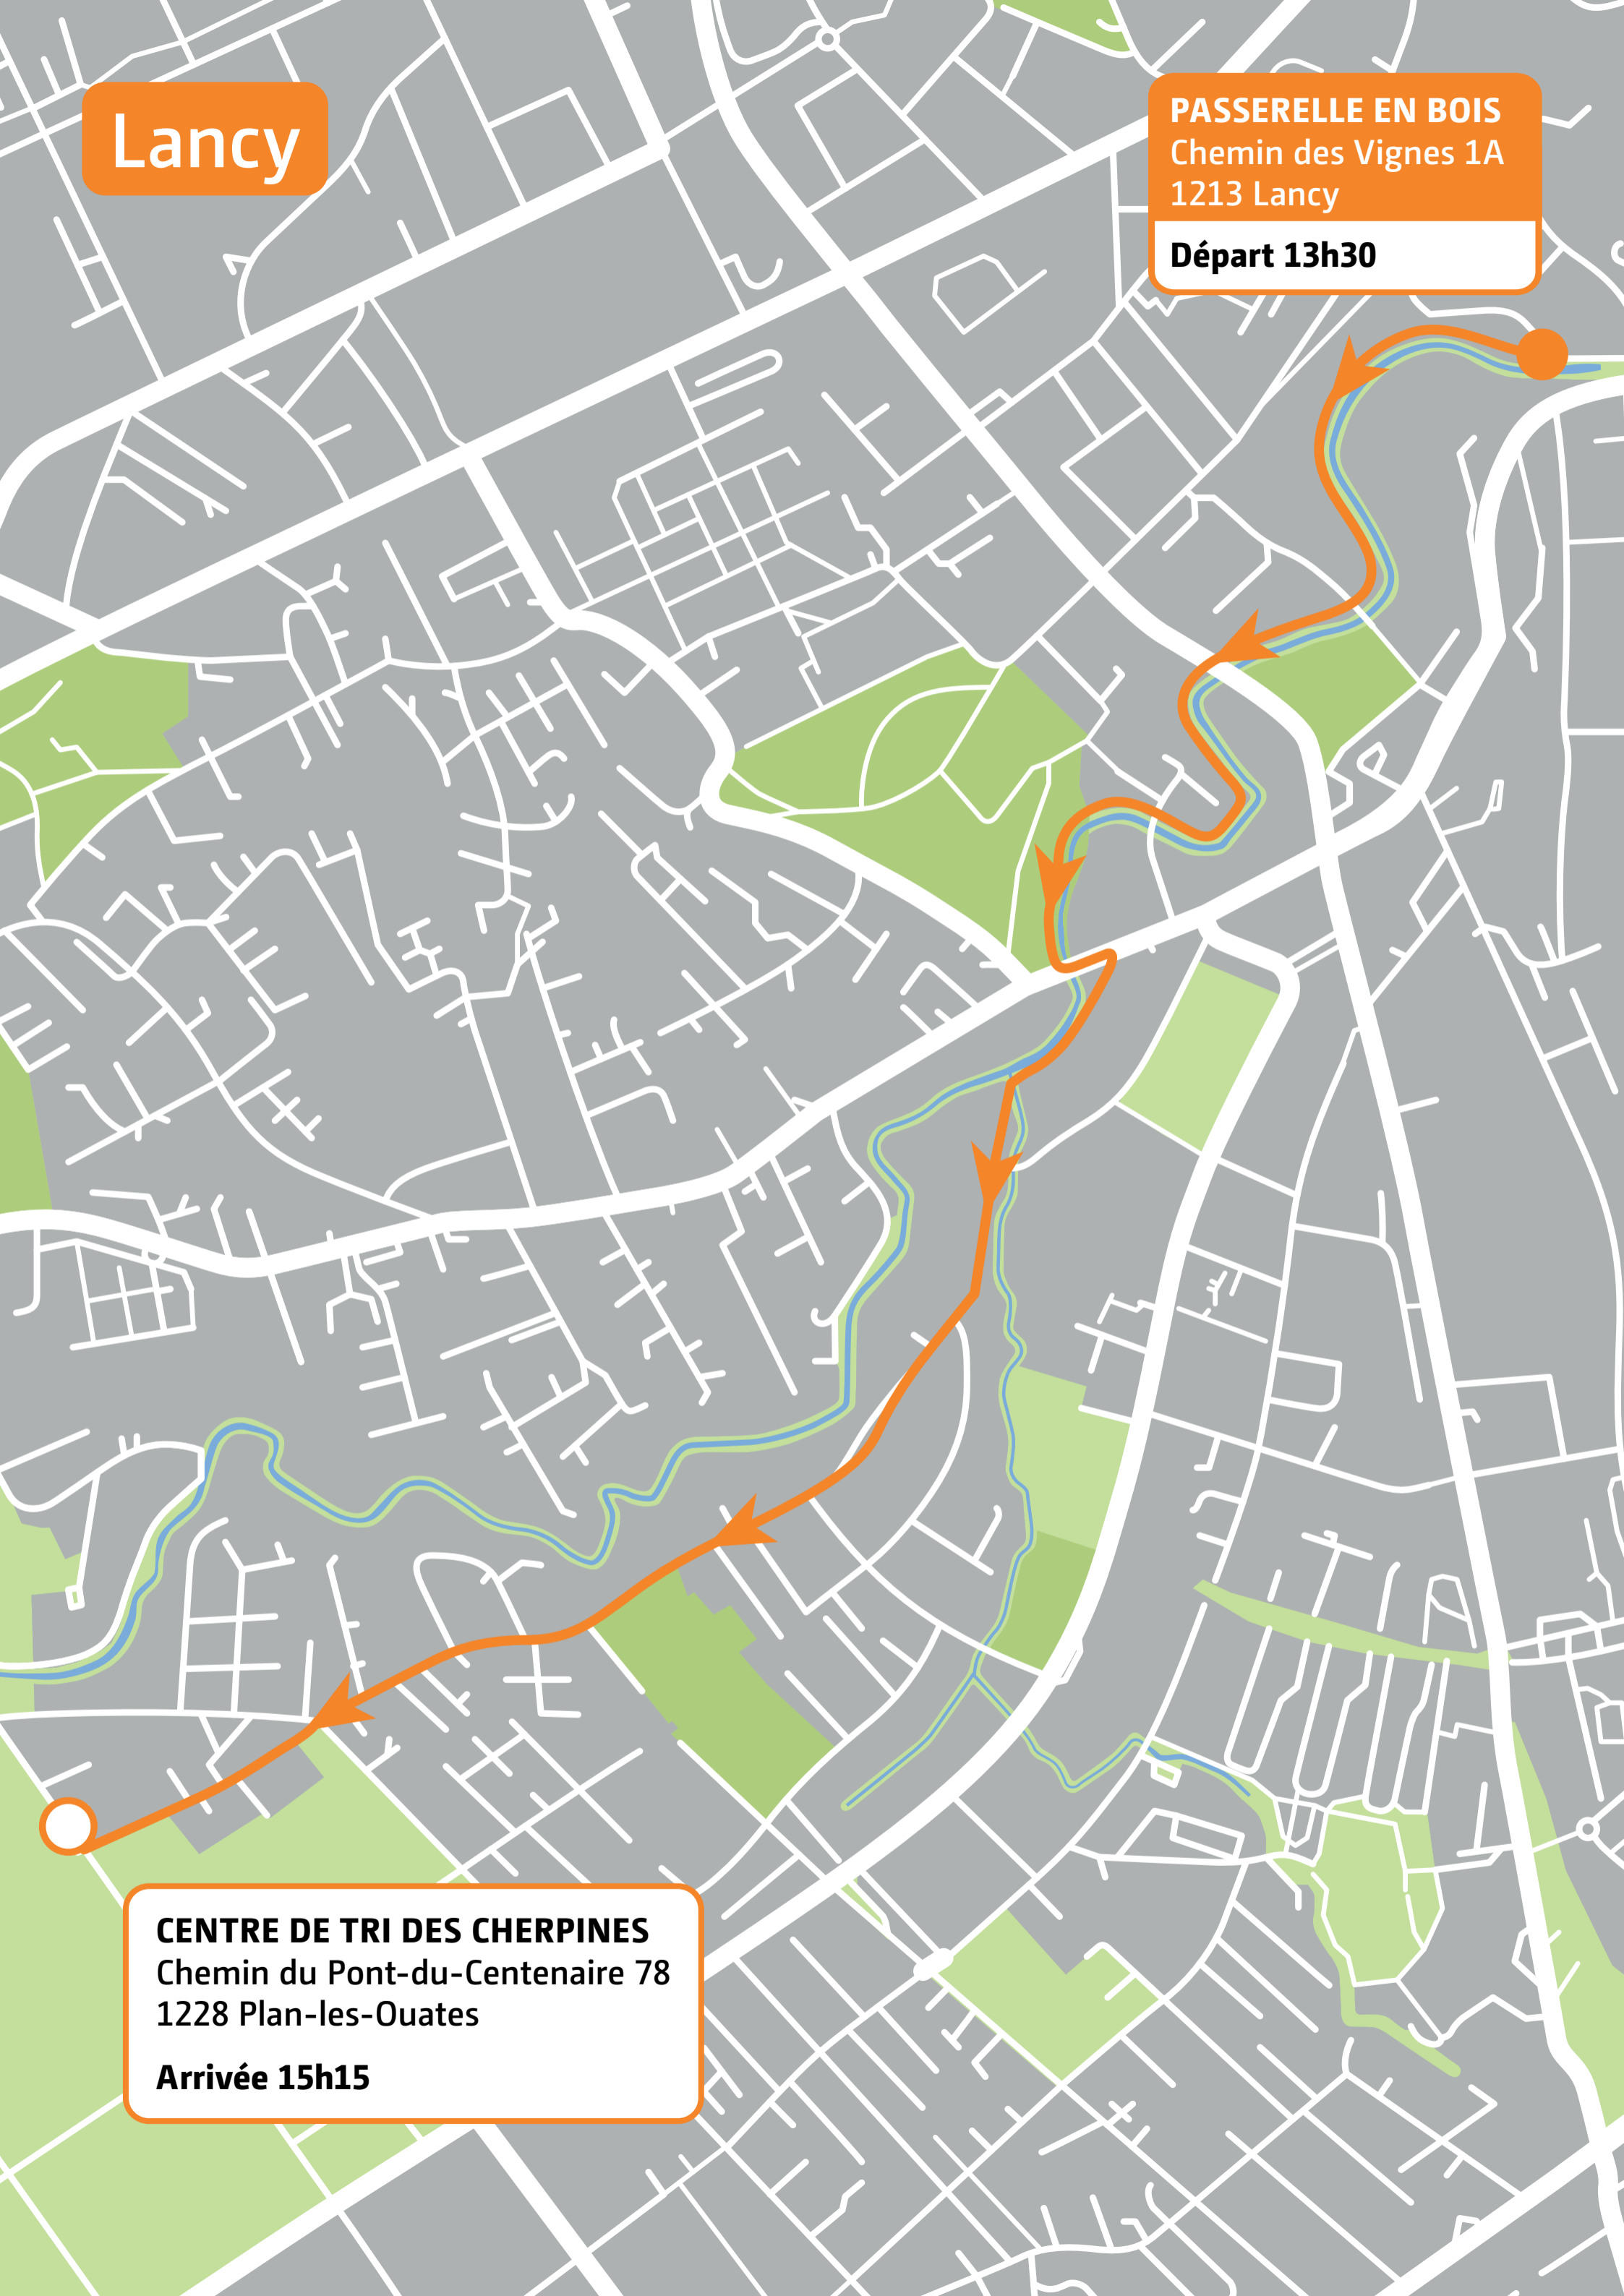 Lancy
PASSERELLE EN BOIS
Chemin des Vignes 1A
1213 Lancy
Départ 13h30
CENTRE DE TRI DES CHERPINES
Chemin du Pont-du-Centenaire 78
1228 Plan-les-Ouates
Arrivée 15h15